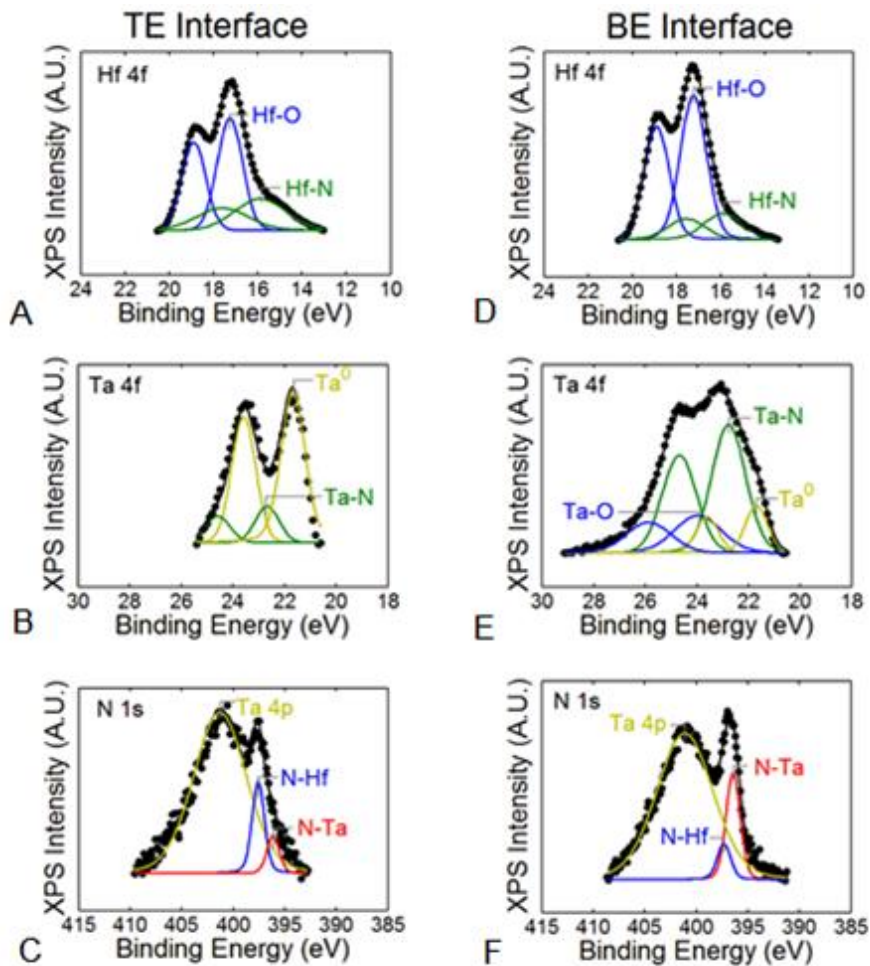 TE Interface
BE Interface
Hf 4f
Hf-O
Hf-N
XPS Intensity (A.U.)
24 22 20 18 16 14 12 10
Binding Energy (eV)
A
Hf 4f
Hf-O
Hf-N
XPS Intensity (A.U.)
24 22 20 18 16 14 12 10
Binding Energy (eV)
D
Ta 4f
Ta⁰
Ta-N
XPS Intensity (A.U.)
30 28 26 24 22 20 18
Binding Energy (eV)
B
Ta 4f
Ta-N
Ta-O
Ta⁰
XPS Intensity (A.U.)
30 28 26 24 22 20 18
Binding Energy (eV)
E
N 1s
Ta 4p
N-Hf
N-Ta
XPS Intensity (A.U.)
415 410 405 400 395 390 385
Binding Energy (eV)
C
N 1s
Ta 4p
N-Ta
N-Hf
XPS Intensity (A.U.)
415 410 405 400 395 390 385
Binding Energy (eV)
F